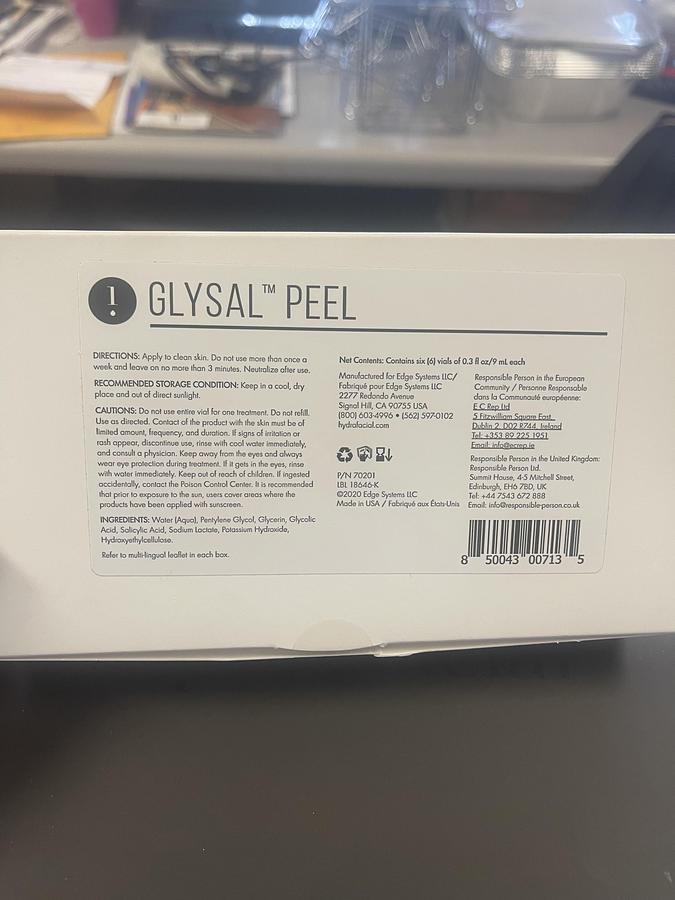 1
GLYSAL™ PEEL
DIRECTIONS: Apply to clean skin. Do not use more than once a
week and leave on no more than 3 minutes. Neutralize after use.
RECOMMENDED STORAGE CONDITION: Keep in a cool, dry
place and out of direct sunlight.
CAUTIONS: Do not use entire vial for one treatment. Do not refill.
Use as directed. Contact of the product with the skin must be of
limited amount, frequency, and duration. If signs of irritation or
rash appear, discontinue use, rinse with cool water immediately,
and consult a physician. Keep away from the eyes and always
wear eye protection during treatment. If it gets in the eyes, rinse
with water immediately. Keep out of reach of children. If ingested
accidentally, contact the Poison Control Center. It is recommended
that prior to exposure to the sun, users cover areas where the
products have been applied with sunscreen.
INGREDIENTS: Water (Aqua), Pentylene Glycol, Glycerin, Glycolic
Acid, Salicylic Acid, Sodium Lactate, Potassium Hydroxide,
Hydroxyethylcellulose.
Refer to multi-lingual leaflet in each box.
Net Contents: Contains six (6) vials of 0.3 fl oz/9 mL each
Manufactured for Edge Systems LLC/
Fabriqué pour Edge Systems LLC
2277 Redondo Avenue
Signal Hill, CA 90755 USA
(800) 603-4996 • (562) 597-0102
hydrafacial.com
P/N 70201
LBL 18646-K
©2020 Edge Systems LLC
Made in USA / Fabriqué aux États-Unis
Responsible Person in the European
Community / Personne Responsable
dans la Communauté européenne:
E C Rep Ltd
5 Fitzwilliam Square East,
Dublin 2, D02 R744, Ireland
Tel: +353 89 225 1951
Email: info@ecrep.ie
Responsible Person in the United Kingdom:
Responsible Person Ltd.
Summit House, 4-5 Mitchell Street,
Edinburgh, EH6 7BD, UK
Tel: +44 7543 672 888
Email: info@responsible-person.co.uk
8 50043 00713 5